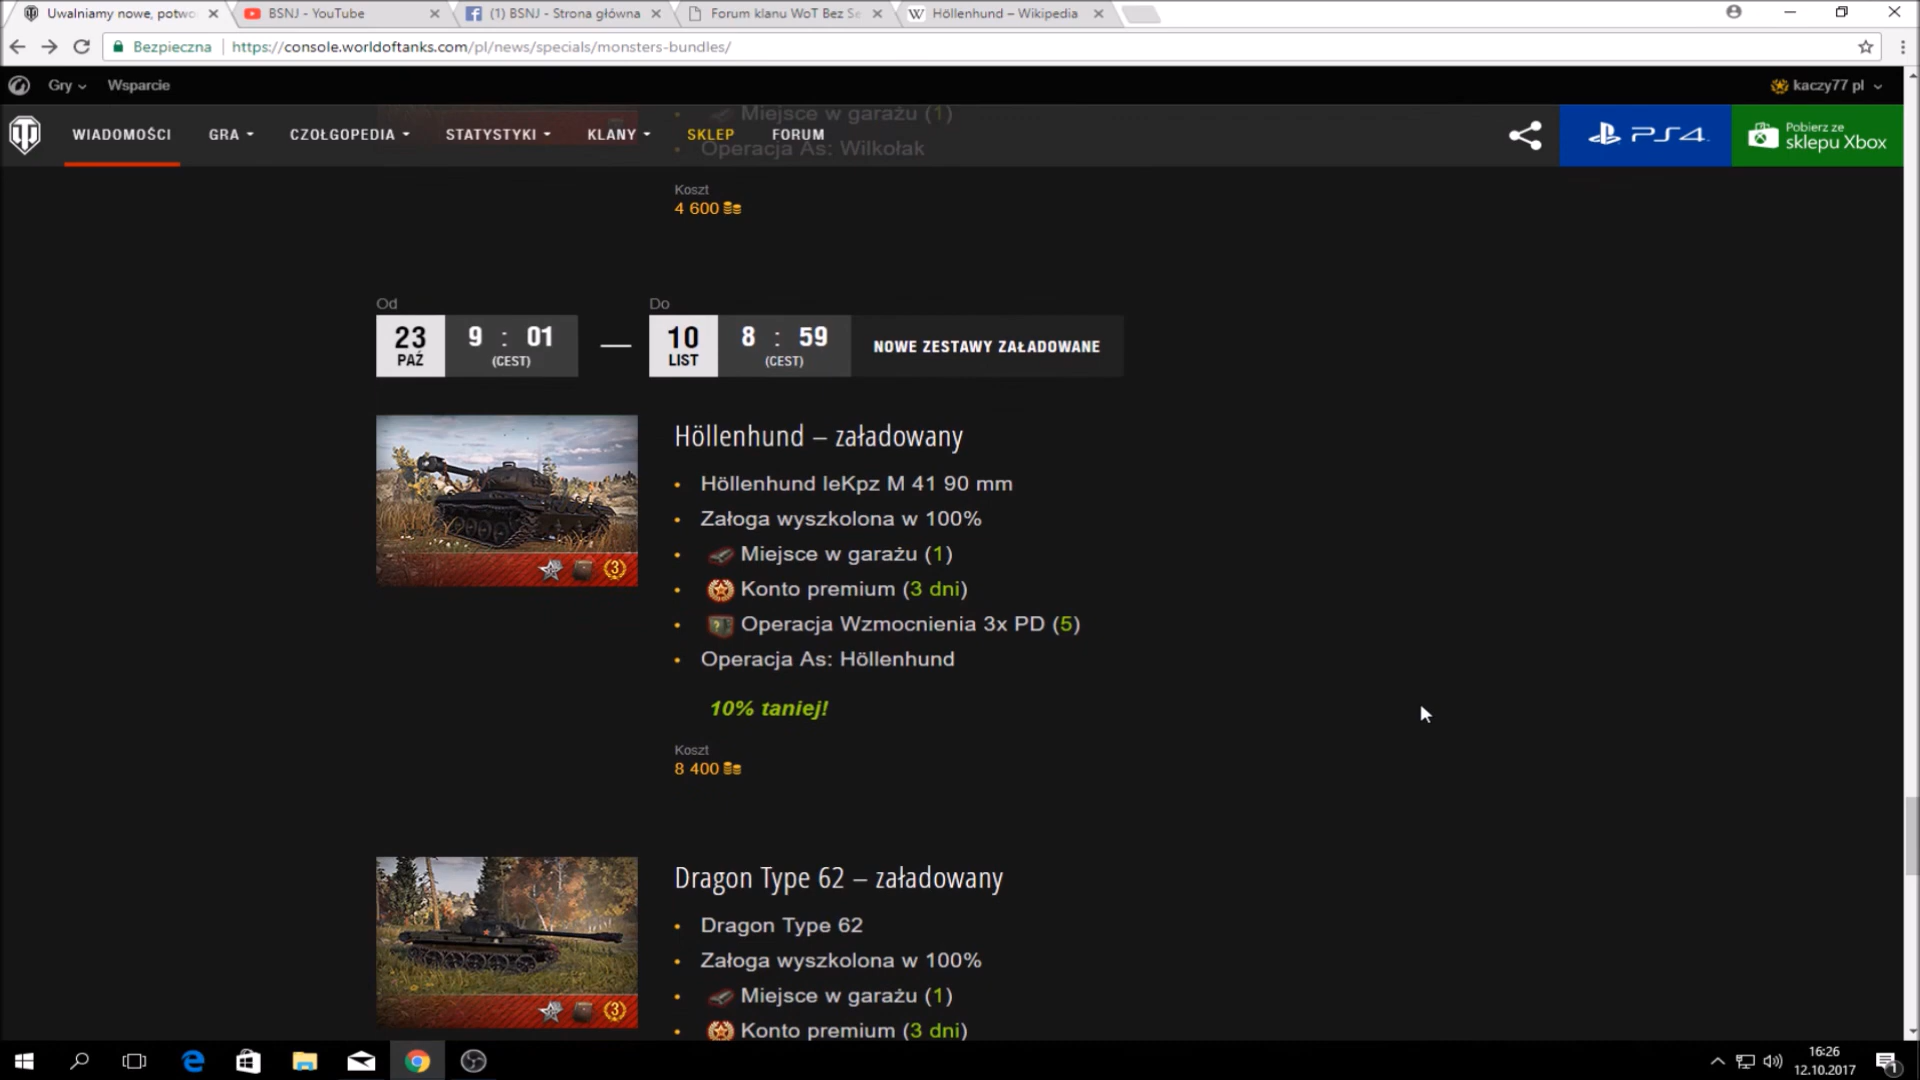 Uwalniamy nowe, potwo
BSNJ - YouTube
(1) BSNJ - Strona główna
Forum klanu WoT Bez Se
W
Höllenhund – Wikipedia
Bezpieczna
https://console.worldoftanks.com/pl/news/specials/monsters-bundles/
Gry
Wsparcie
kaczy77 pl
Miejsce w garażu (1)
WIADOMOŚCI
GRA
CZOŁGOPEDIA
STATYSTYKI
KLANY
SKLEP
FORUM
PS4
Pobierz ze
sklepu Xbox
Operacja As: Wilkołak
Koszt
4 600
Od
Do
23
PAŹ
9 : 01
(CEST)
—
10
LIST
8 : 59
(CEST)
NOWE ZESTAWY ZAŁADOWANE
Höllenhund – załadowany
Höllenhund leKpz M 41 90 mm
Załoga wyszkolona w 100%
Miejsce w garażu (1)
Konto premium (3 dni)
Operacja Wzmocnienia 3x PD (5)
Operacja As: Höllenhund
3
10% taniej!
Koszt
8 400
Dragon Type 62 – załadowany
Dragon Type 62
Załoga wyszkolona w 100%
Miejsce w garażu (1)
Konto premium (3 dni)
3
16:26
12.10.2017
1